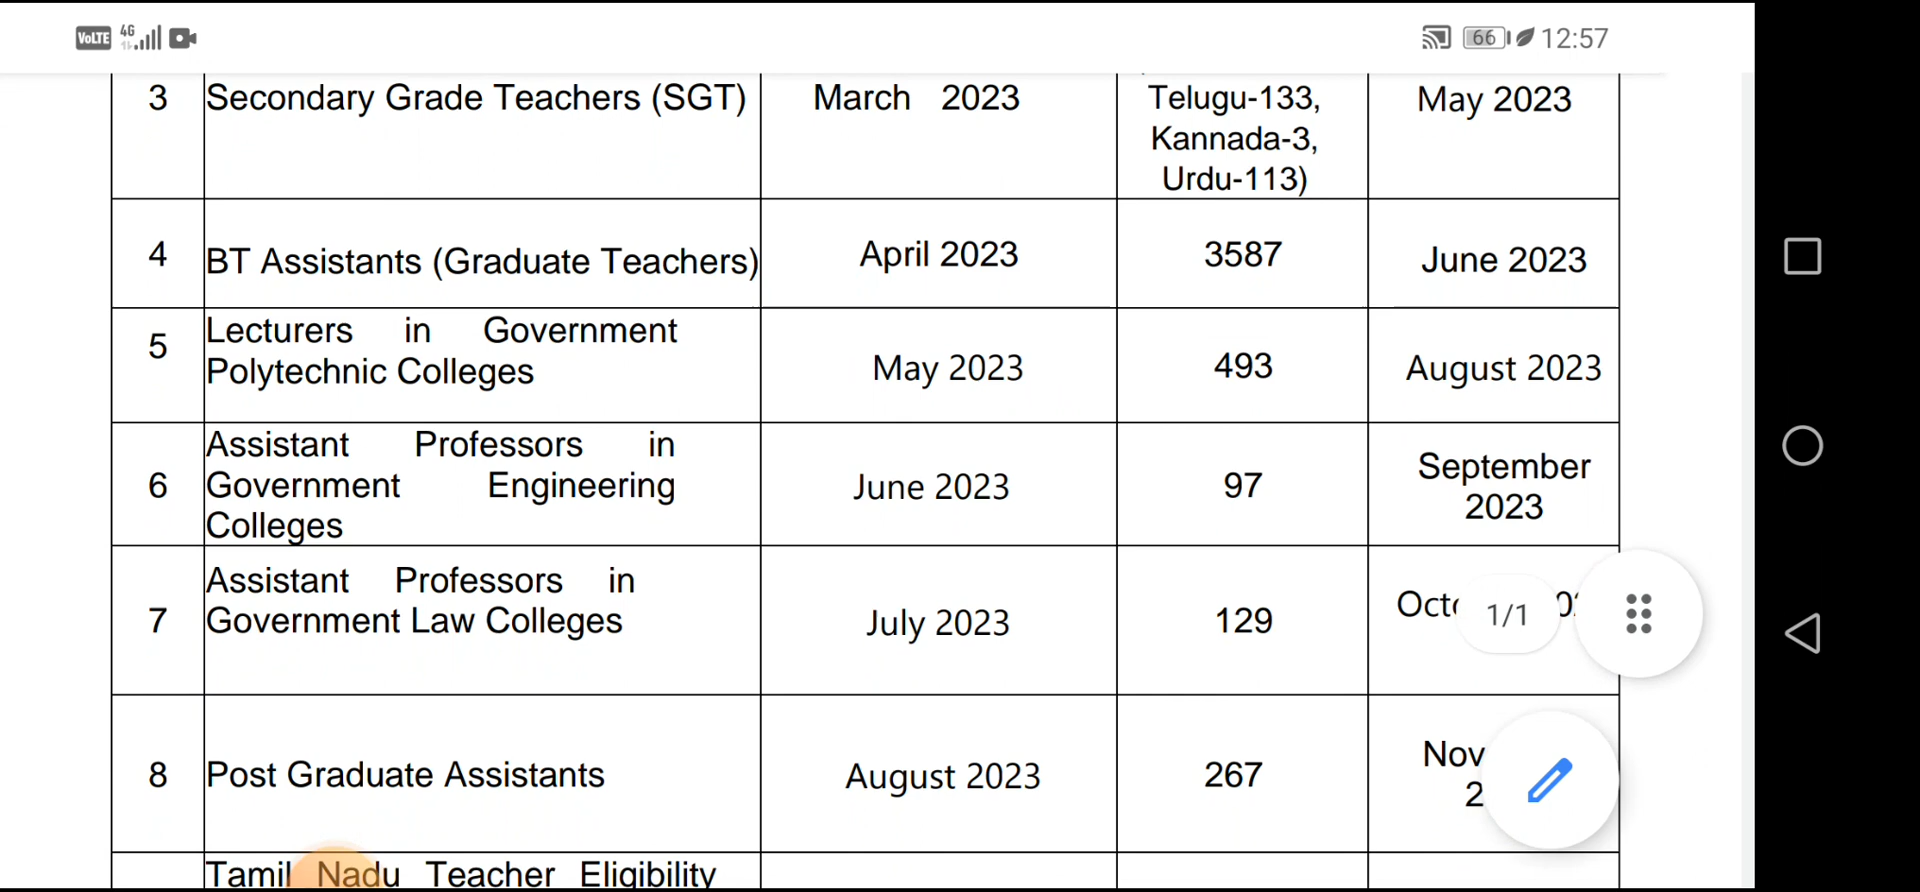 VoLTE 4G 66 12:57
3 Secondary Grade Teachers (SGT) March 2023 Telugu-133, May 2023
Kannada-3,
Urdu-113)
4 BT Assistants (Graduate Teachers) April 2023 3587 June 2023
5 Lecturers in Government
Polytechnic Colleges May 2023 493 August 2023
6 Assistant Professors in
Government Engineering
Colleges June 2023 97 September
2023
7 Assistant Professors in
Government Law Colleges July 2023 129
1/1
8 Post Graduate Assistants August 2023 267 Nov
2
Tamil Nadu Teacher Eligibility